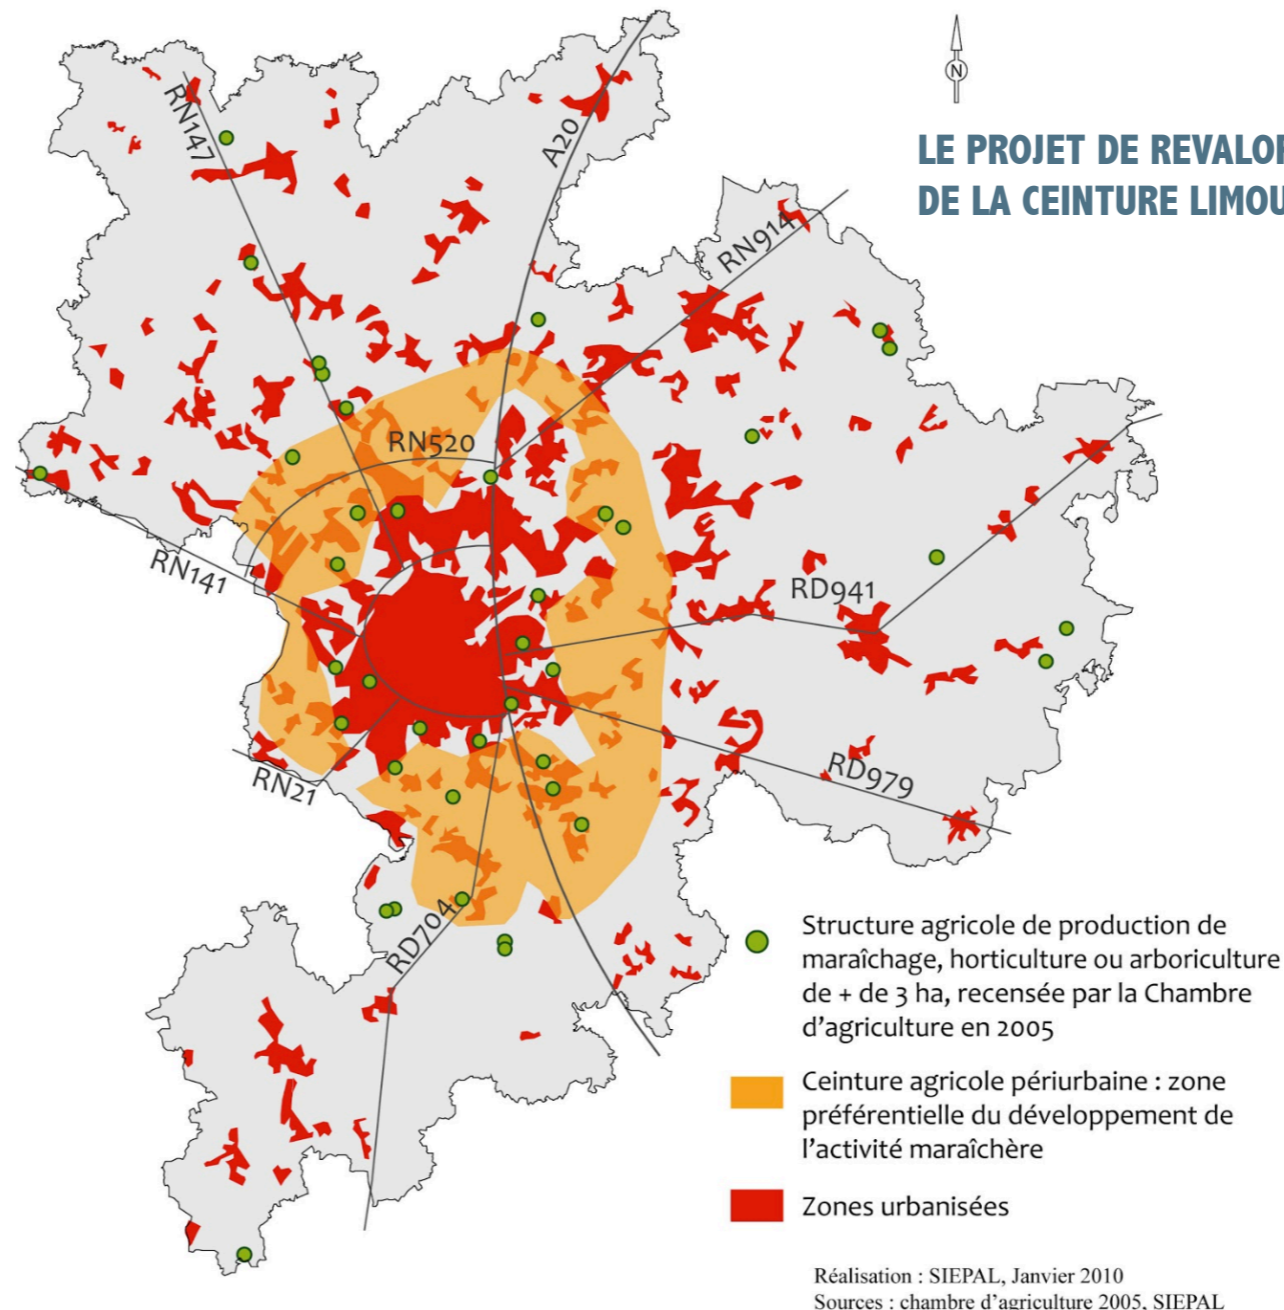 N
LE PROJET DE REVALO
DE LA CEINTURE LIMOU
RN147
A20
RN914
RN520
RN141
RD941
RN21
RD979
RD704
Structure agricole de production de
maraîchage, horticulture ou arboriculture
de + de 3 ha, recensée par la Chambre
d'agriculture en 2005
Ceinture agricole périurbaine : zone
préférentielle du développement de
l'activité maraîchère
Zones urbanisées
Réalisation : SIEPAL, Janvier 2010
Sources : chambre d'agriculture 2005, SIEPAL